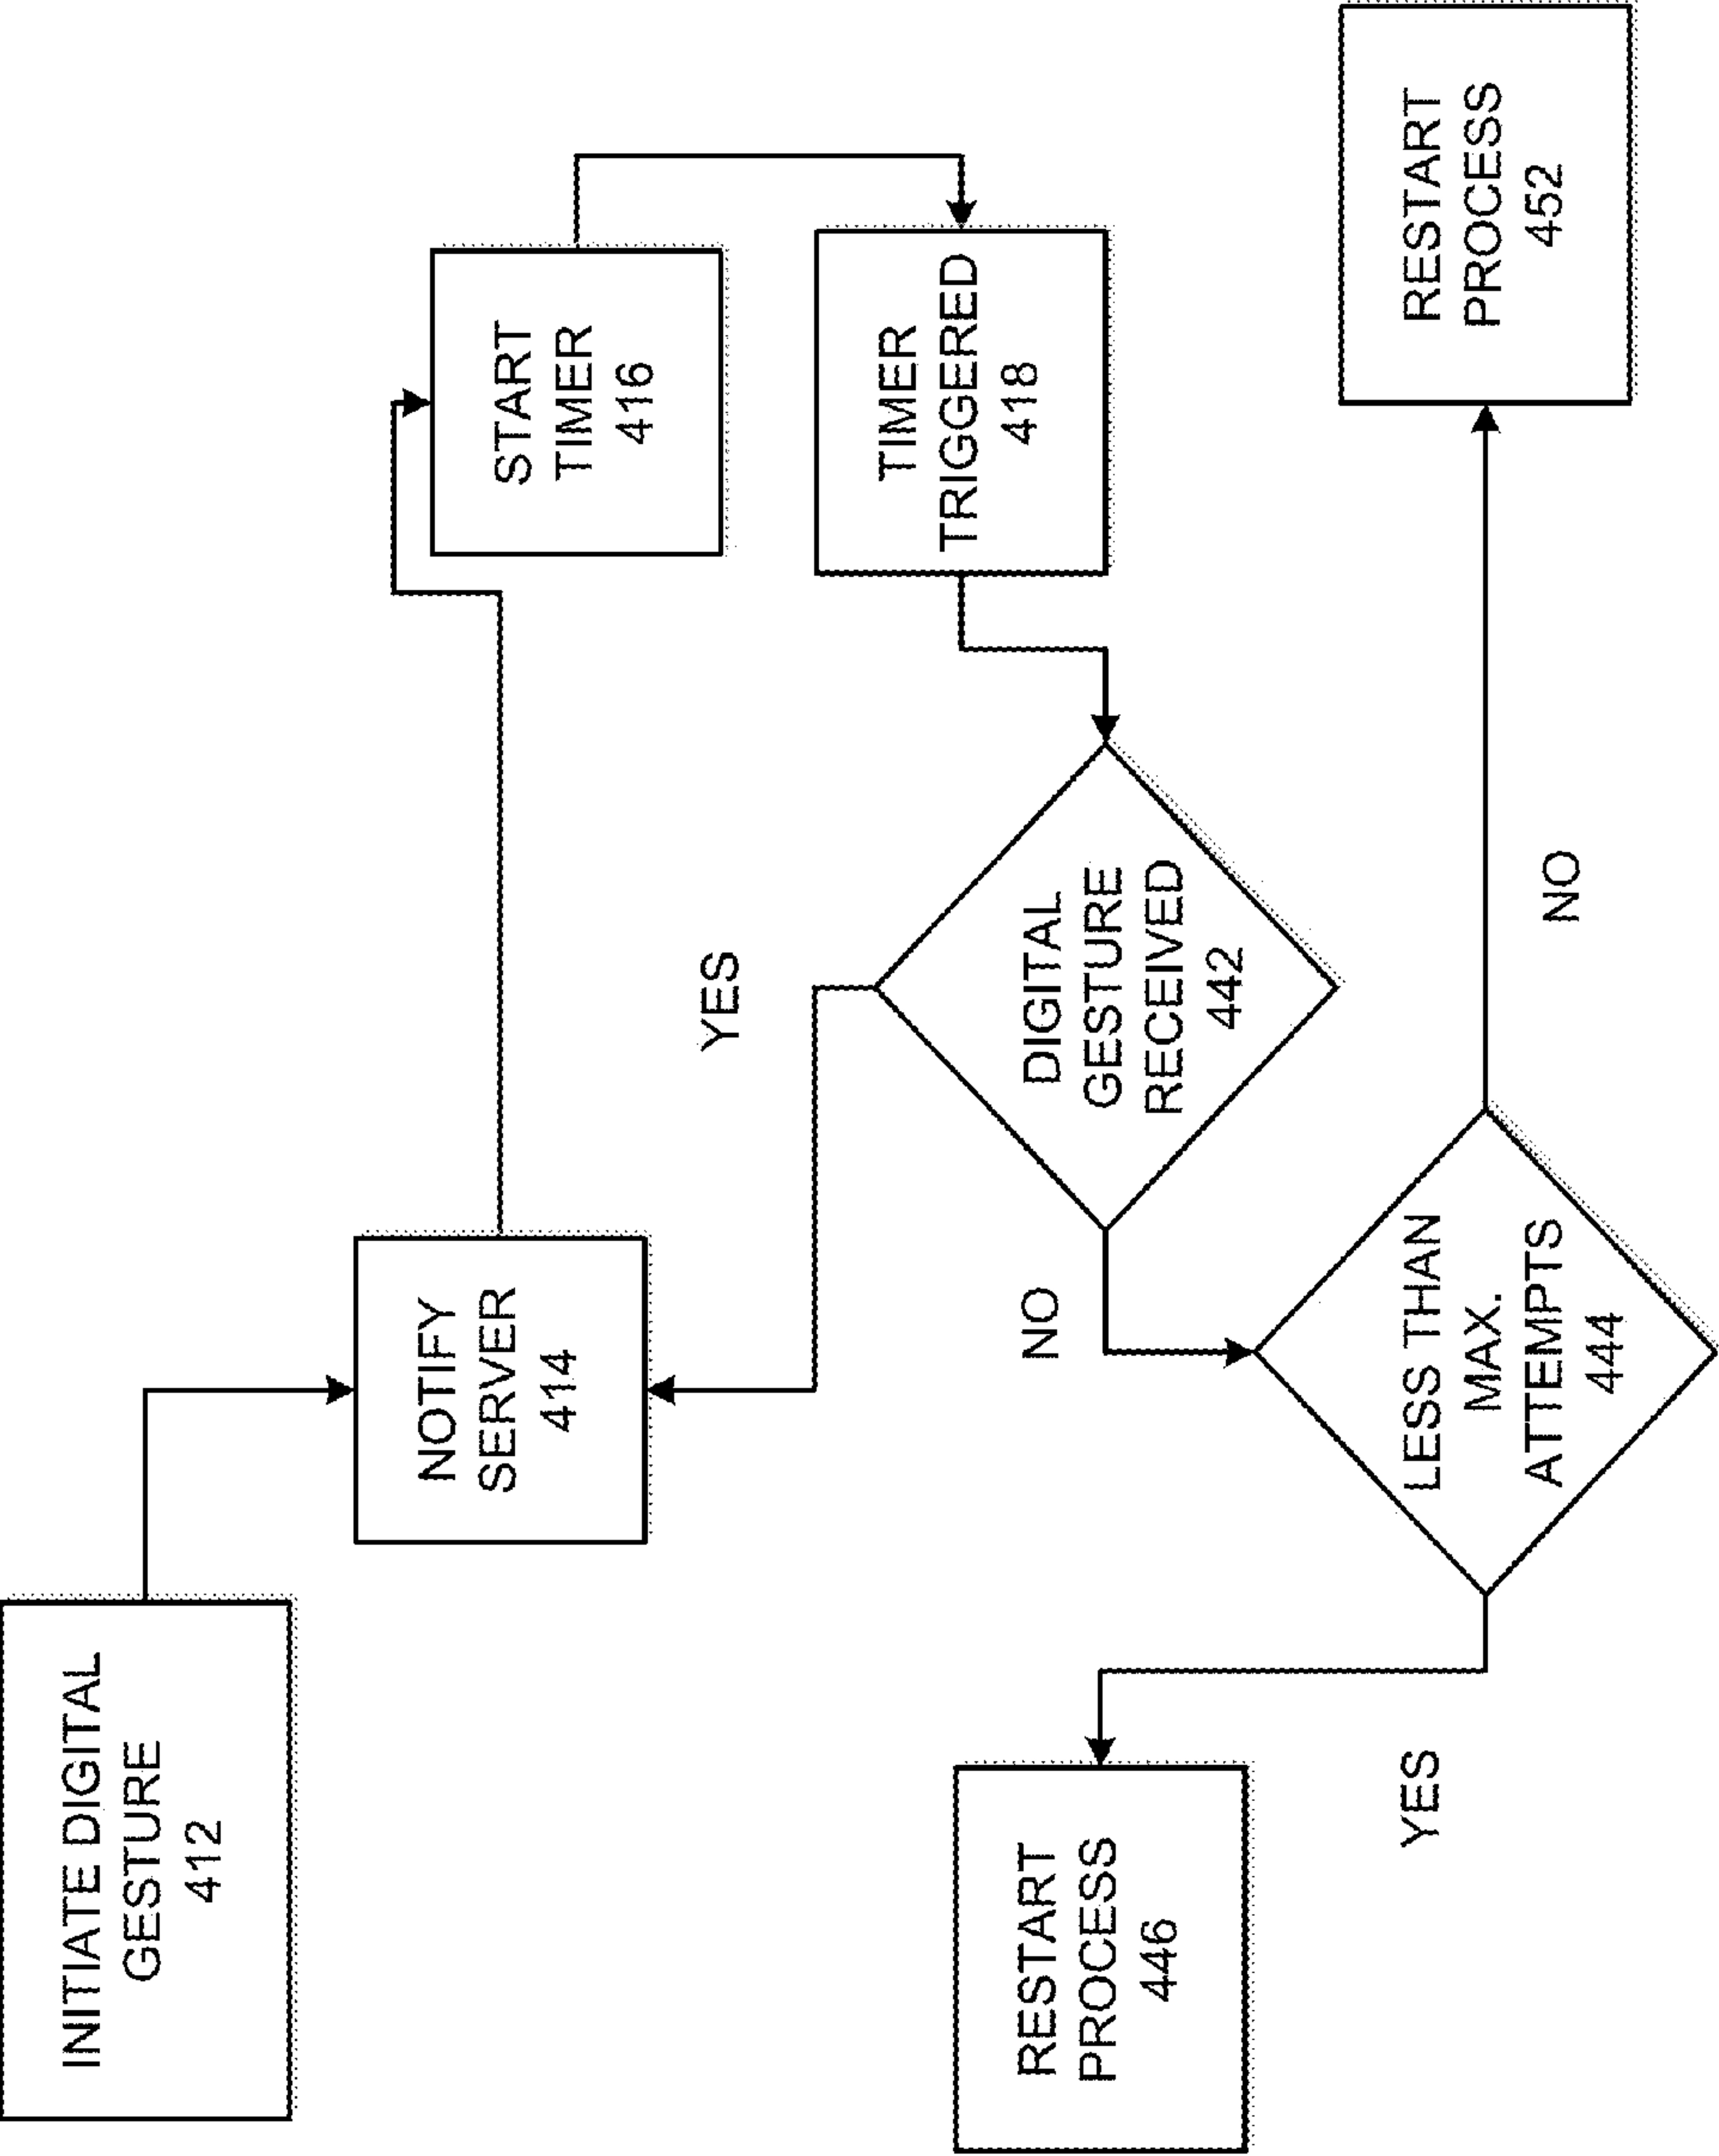 INITIATE DIGITAL
GESTURE
412
NOTIFY
SERVER
414
START
TIMER
416
TIMER
TRIGGERED
418
YES
DIGITAL
GESTURE
RECEIVED
442
NO
LESS THAN
MAX.
ATTEMPTS
444
YES
RESTART
PROCESS
446
NO
RESTART
PROCESS
452